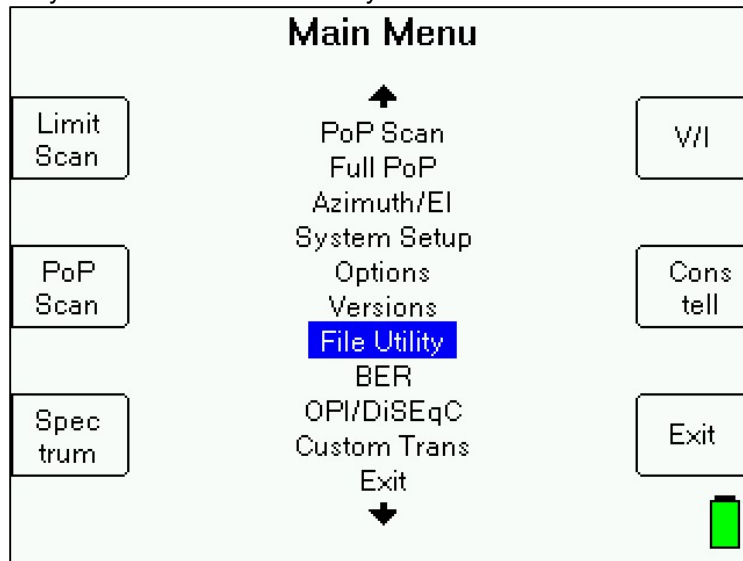 Main Menu
Limit
Scan
PoP
Scan
Spec
trum
PoP Scan
Full PoP
Azimuth/El
System Setup
Options
Versions
File Utility
BER
OPI/DiSEqC
Custom Trans
Exit
V/I
Cons
tell
Exit